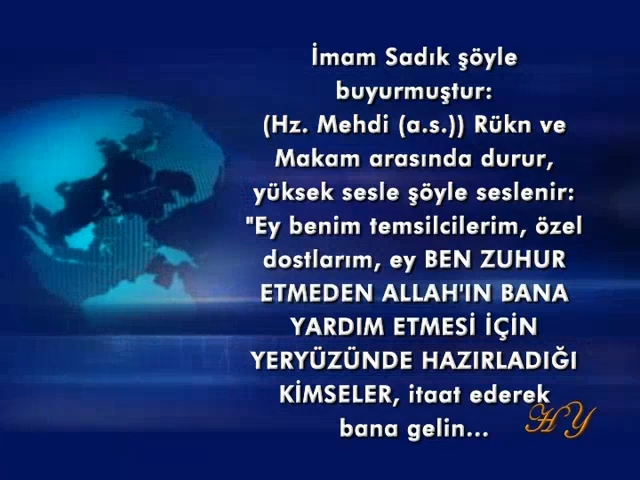 İmam Sadık şöyle
buyurmuştur:
(Hz. Mehdi (a.s.)) Rükn ve
Makam arasında durur,
yüksek sesle şöyle seslenir:
"Ey benim temsilcilerim, özel
dostlarım, ey BEN ZUHUR
ETMEDEN ALLAH'IN BANA
YARDIM ETMESİ İÇİN
YERYÜZÜNDE HAZIRLADIĞI
KİMSELER, itaat ederek
bana gelin...
HY